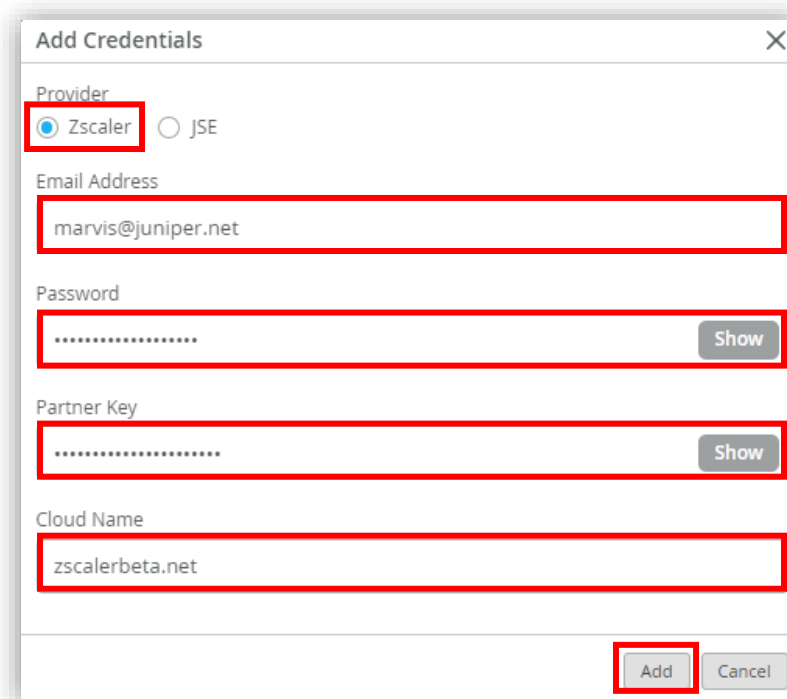 Add Credentials
Provider
Zscaler JSE
Email Address
marvis@juniper.net
Password
••••••••••••••••••• Show
Partner Key
•••••••••••••••••••••• Show
Cloud Name
zscalerbeta.net
Add Cancel